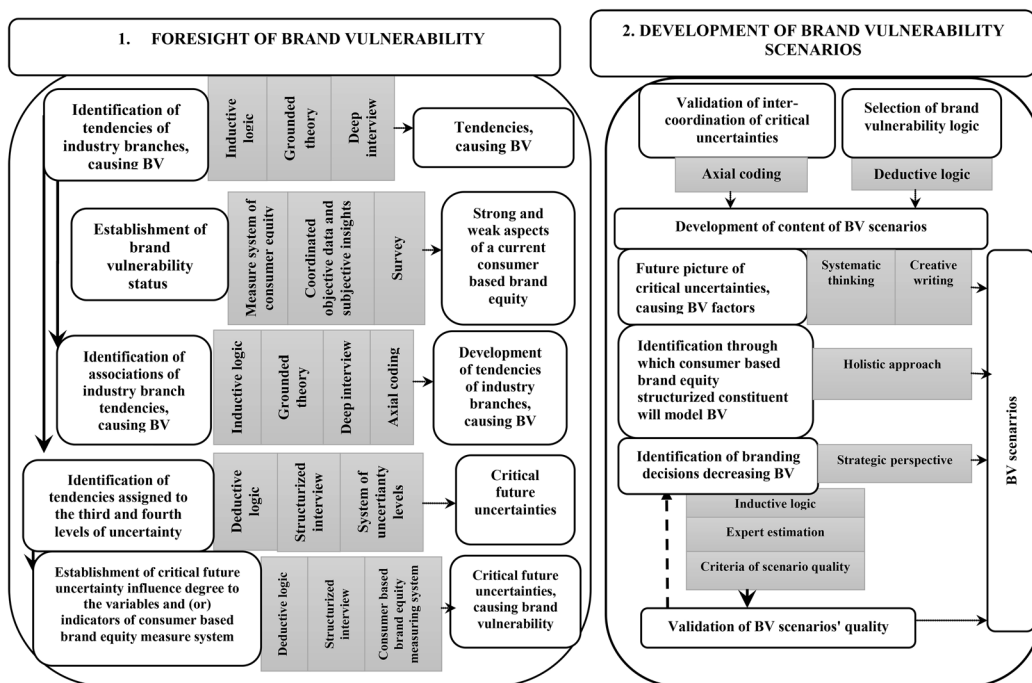 1. FORESIGHT OF BRAND VULNERABILITY
Identification of
tendencies of
industry branches,
causing BV
Inductive
logic
Grounded
theory
Deep
interview
Tendencies,
causing BV
Establishment of
brand
vulnerability
status
Measure system of
consumer equity
Coordinated
objective data and
subjective insights
Survey
Strong and
weak aspects
of a current
consumer
based brand
equity
Identification of
associations of
industry branch
tendencies,
causing BV
Inductive logic
Grounded
theory
Deep interview
Axial coding
Development
of tendencies
of industry
branches,
causing BV
Identification of
tendencies assigned to
the third and fourth
levels of uncertainty
Deductive
logic
Structurized
interview
System of
uncertianty
levels
Critical
future
uncertainties
Establishment of critical future
uncertainty influence degree to
the variables and (or)
indicators of consumer based
brand equity measure system
Deductive logic
Structurized
interview
Consumer based
brand equity
measuring system
Critical future
uncertainties,
causing brand
vulnerability
2. DEVELOPMENT OF BRAND VULNERABILITY
SCENARIOS
Validation of inter-
coordination of critical
uncertainties
Selection of brand
vulnerability logic
Axial coding
Deductive logic
Development of content of BV scenarios
Future picture of
critical uncertainties,
causing BV factors
Systematic
thinking
Creative
writing
Identification through
which consumer based
brand equity
structurized constituent
will model BV
Holistic approach
Identification of branding
decisions decreasing BV
Strategic perspective
Inductive logic
Expert estimation
Criteria of scenario quality
Validation of BV scenarios' quality
BV scenarrios